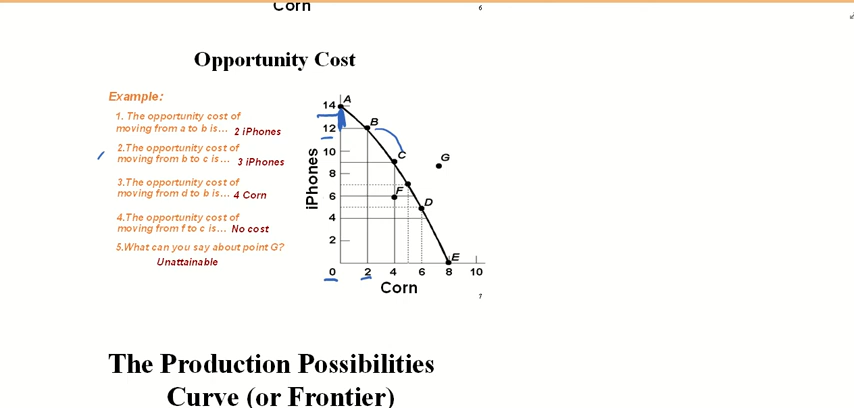 Corn
6
Opportunity Cost
Example:
1. The opportunity cost of
moving from a to b is... 2 iPhones
2.The opportunity cost of
moving from b to c is... 3 iPhones
3.The opportunity cost of
moving from d to b is... 4 Corn
4.The opportunity cost of
moving from f to c is... No cost
5.What can you say about point G?
Unattainable
iPhones
14
12
10
8
6
4
2
A
B
C
G
F
D
E
0 2 4 6 8 10
Corn
7
The Production Possibilities
Curve (or Frontier)